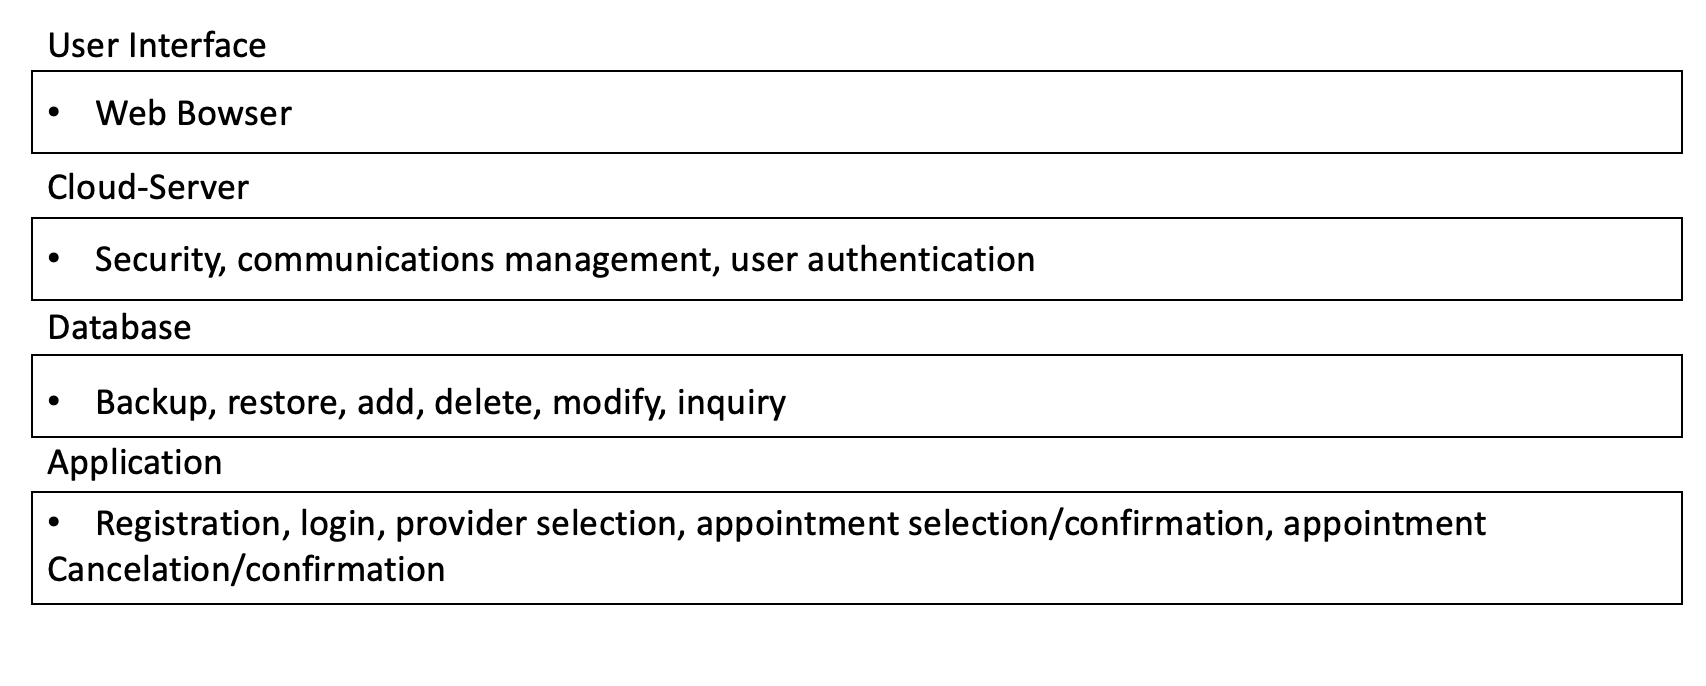 User Interface
• Web Bowser
Cloud-Server
• Security, communications management, user authentication
Database
• Backup, restore, add, delete, modify, inquiry
Application
• Registration, login, provider selection, appointment selection/confirmation, appointment
Cancelation/confirmation